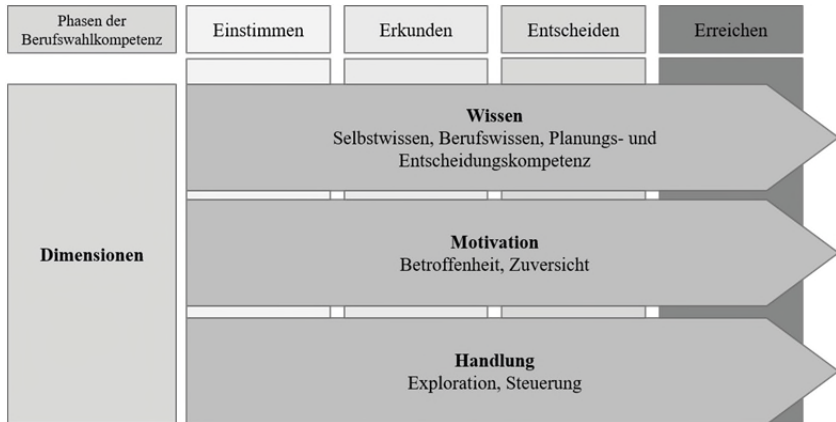 Phasen der
Berufswahlkompetenz
Einstimmen
Erkunden
Entscheiden
Erreichen
Dimensionen
Wissen
Selbstwissen, Berufswissen, Planungs- und
Entscheidungskompetenz
Motivation
Betroffenheit, Zuversicht
Handlung
Exploration, Steuerung